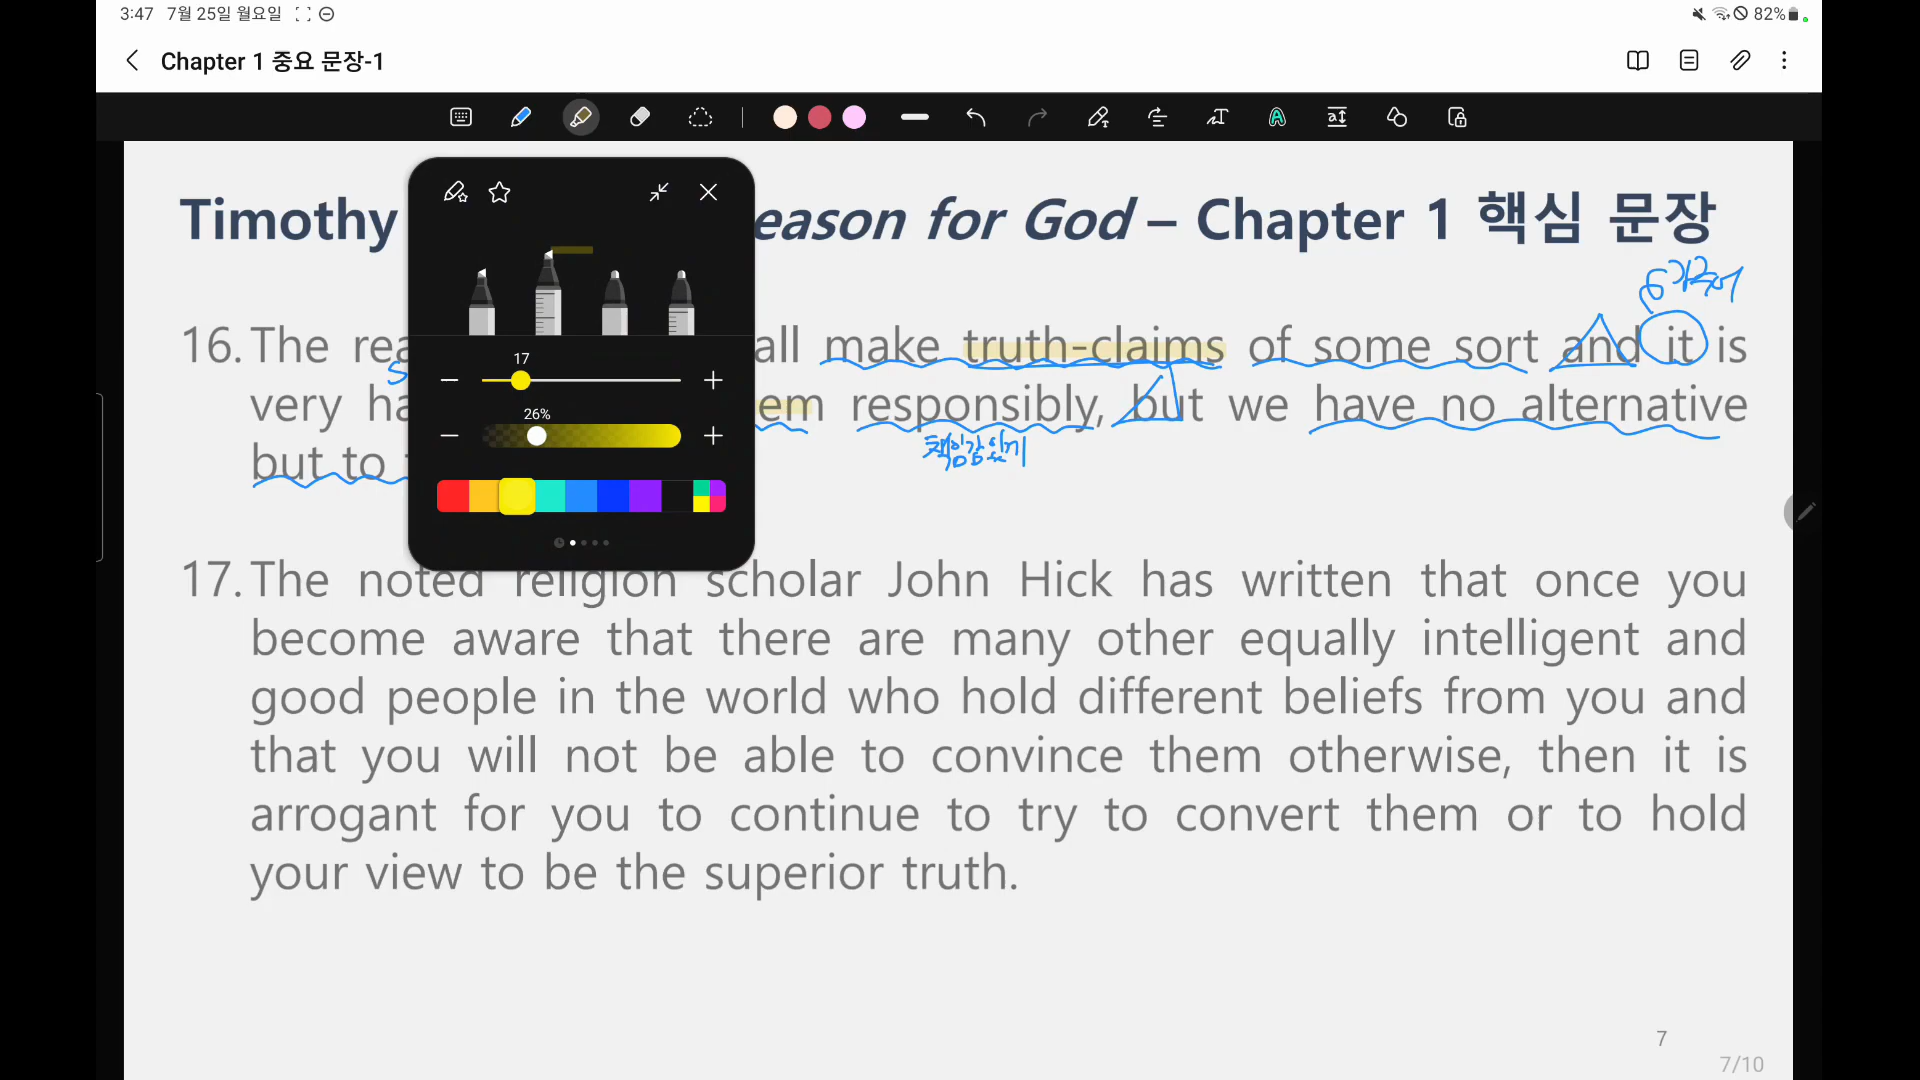 3:47 7월 25일 월요일
82%
Chapter 1 중요 문장-1
Timothy eason for God – Chapter 1 핵심 문장
가주어
16. The rea all make truth-claims of some sort and it is
17
S
very ha em responsibly, but we have no alternative
26%
책임감있게
but to
17. The noted religion scholar John Hick has written that once you
become aware that there are many other equally intelligent and
good people in the world who hold different beliefs from you and
that you will not be able to convince them otherwise, then it is
arrogant for you to continue to try to convert them or to hold
your view to be the superior truth.
7
7/10